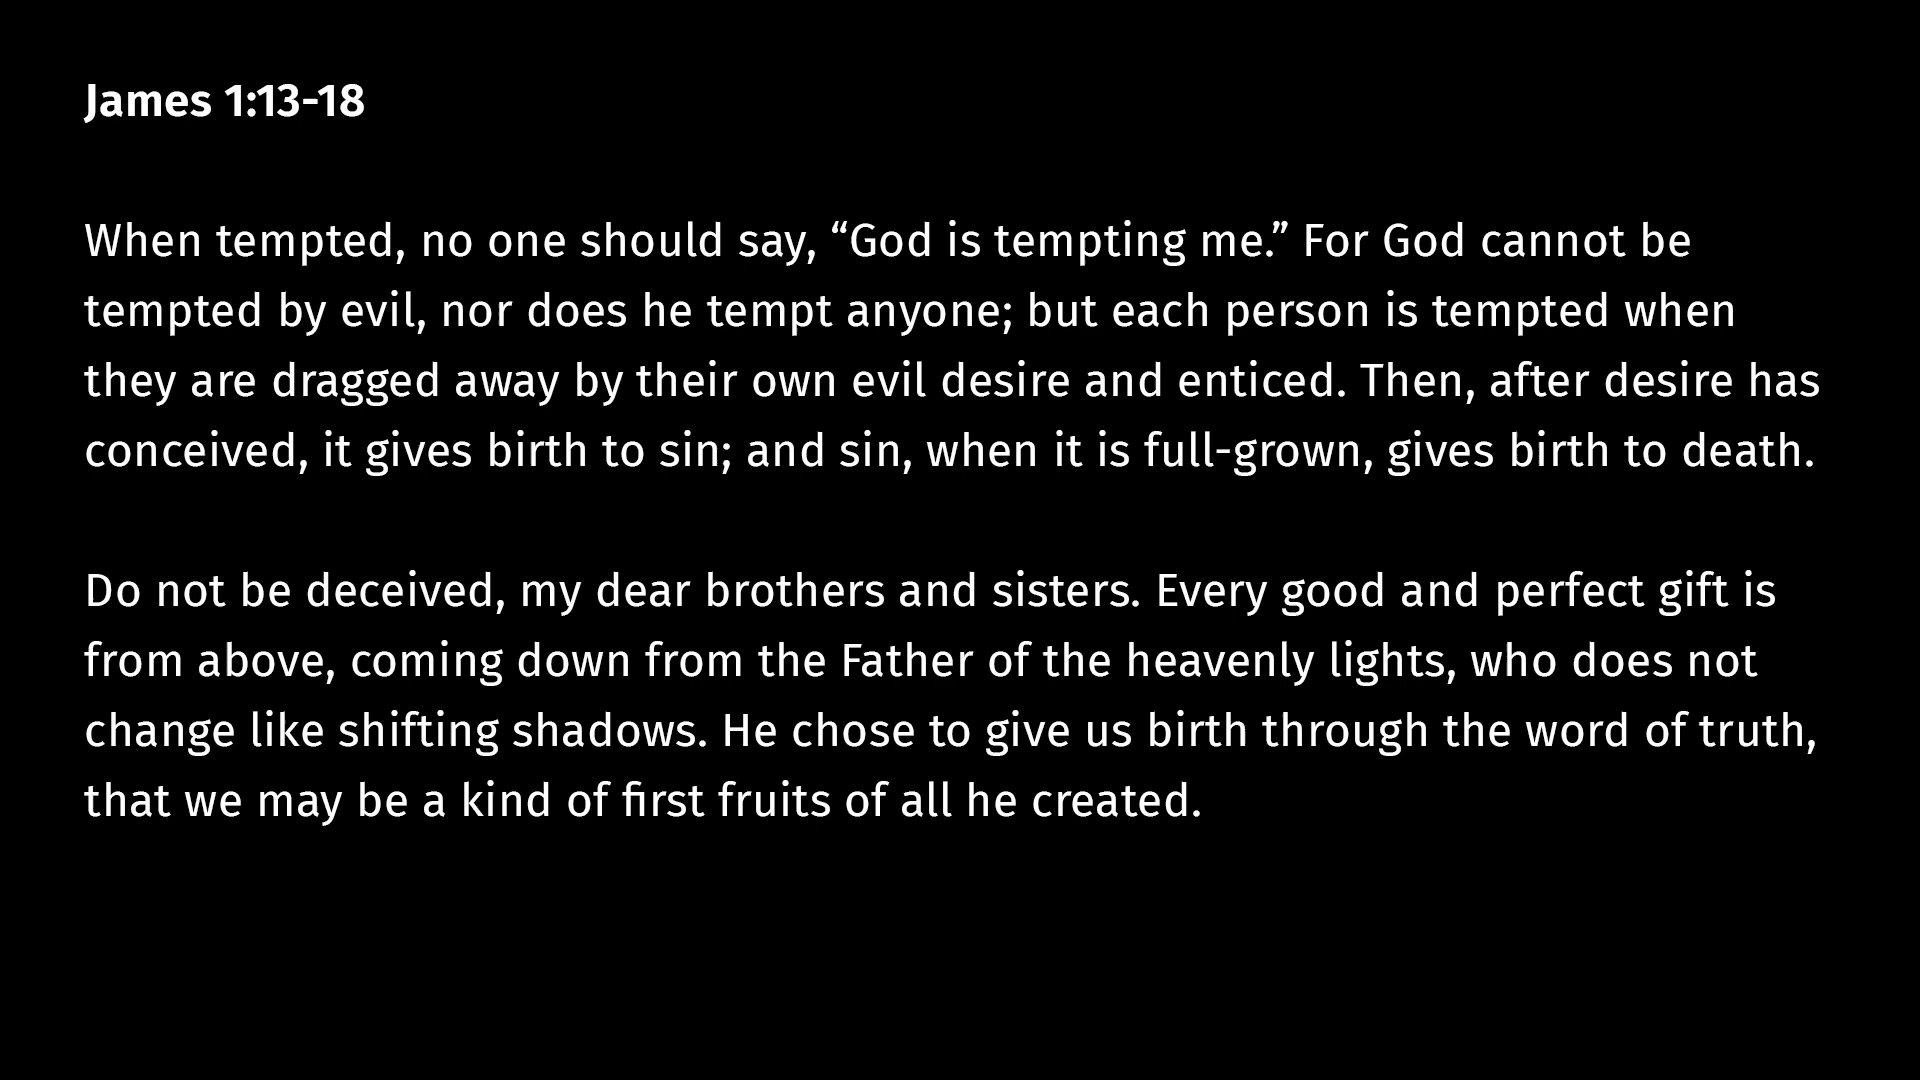 James 1:13-18
When tempted, no one should say, “God is tempting me.” For God cannot be
tempted by evil, nor does he tempt anyone; but each person is tempted when
they are dragged away by their own evil desire and enticed. Then, after desire has
conceived, it gives birth to sin; and sin, when it is full-grown, gives birth to death.
Do not be deceived, my dear brothers and sisters. Every good and perfect gift is
from above, coming down from the Father of the heavenly lights, who does not
change like shifting shadows. He chose to give us birth through the word of truth,
that we may be a kind of first fruits of all he created.